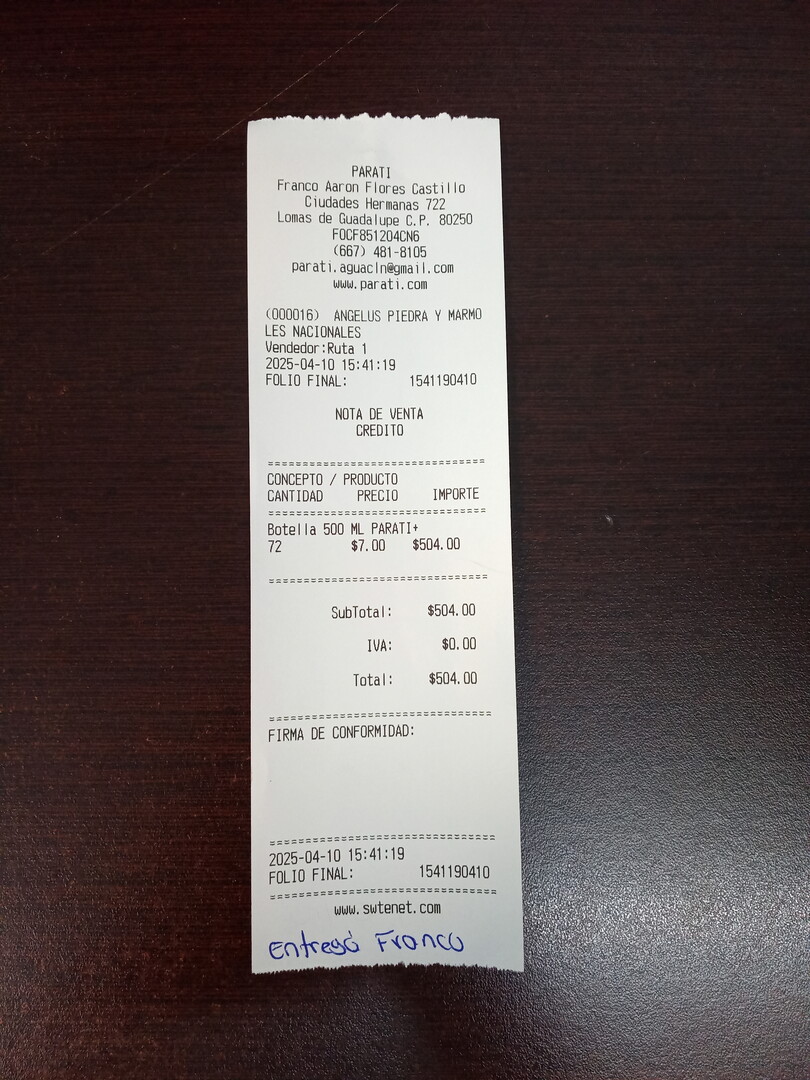 PARATI
Franco Aaron Flores Castillo
Ciudades Hermanas 722
Lomas de Guadalupe C.P. 80250
FOCF851204CN6
(667) 481-8105
parati.aguacln@gmail.com
www.parati.com
(000016) ANGELUS PIEDRA Y MARMO
LES NACIONALES
Vendedor:Ruta 1
2025-04-10 15:41:19
FOLIO FINAL: 1541190410
NOTA DE VENTA
CREDITO
================================
CONCEPTO / PRODUCTO
CANTIDAD PRECIO IMPORTE
================================
Botella 500 ML PARATI+
72 $7.00 $504.00
================================
SubTotal: $504.00
IVA: $0.00
Total: $504.00
================================
FIRMA DE CONFORMIDAD:
================================
2025-04-10 15:41:19
FOLIO FINAL: 1541190410
================================
www.swtenet.com
Entregó Franco